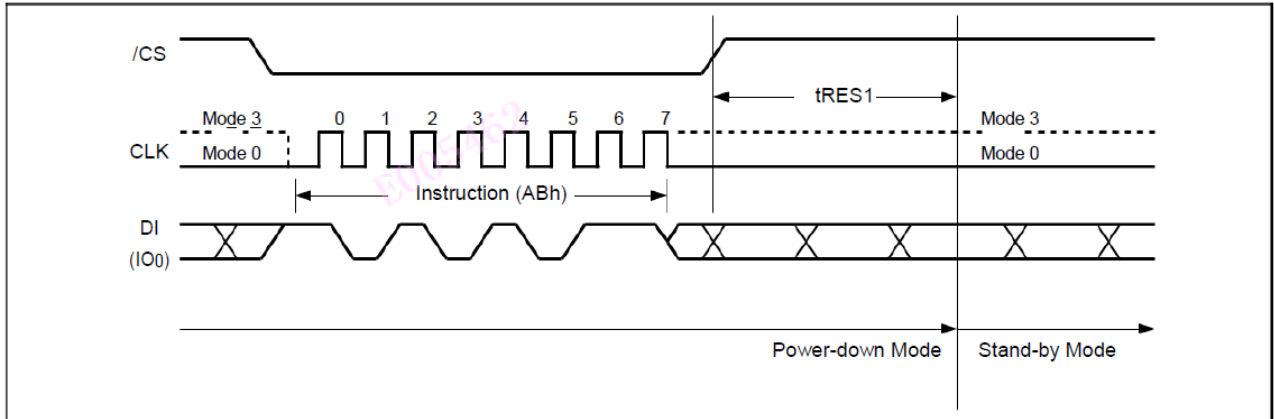 /CS
tRES1
Mode 3 0 1 2 3 4 5 6 7 Mode 3
CLK
Mode 0 Mode 0
Instruction (ABh)
DI
(IO0)
Power-down Mode Stand-by Mode
E005462